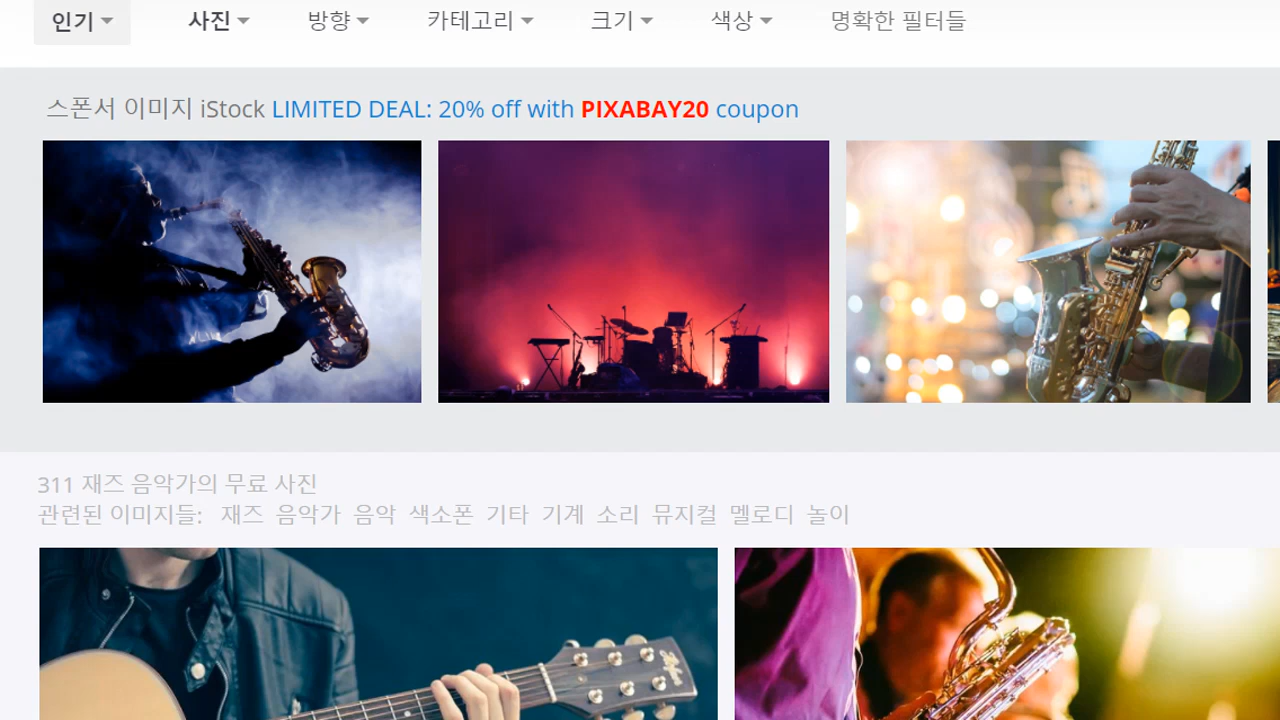 인기 사진 방향 카테고리 크기 색상 명확한 필터들
스폰서 이미지 iStock LIMITED DEAL: 20% off with PIXABAY20 coupon
311 재즈 음악가의 무료 사진
관련된 이미지들: 재즈 음악가 음악 색소폰 기타 기계 소리 뮤지컬 멜로디 놀이